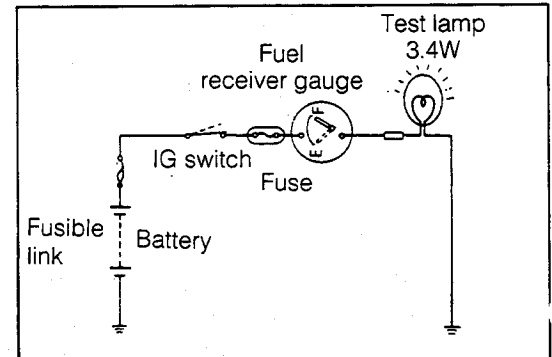 Test lamp
3.4W
Fuel
receiver gauge
F
E
IG switch
Fuse
Fusible
link
Battery